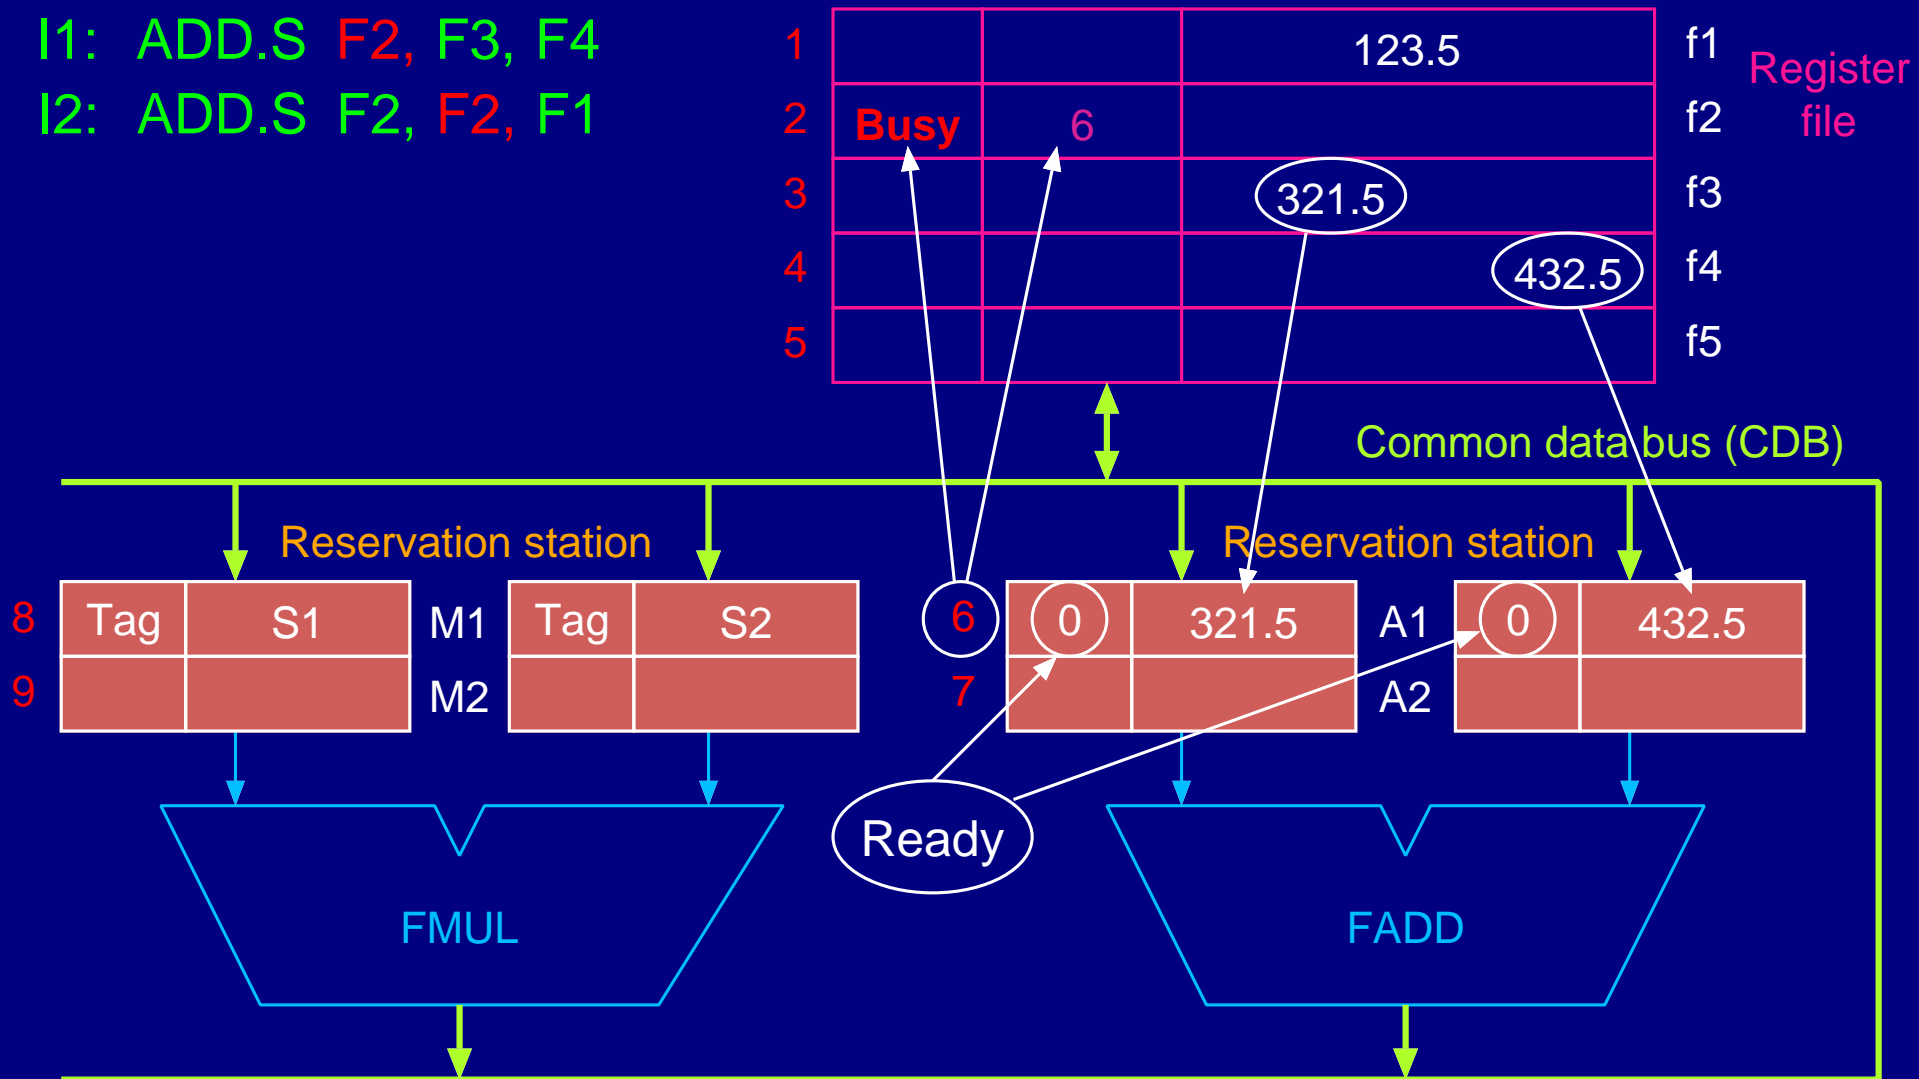 I1: ADD.S F2, F3, F4
I2: ADD.S F2, F2, F1
1 123.5 f1
2 Busy 6 f2
3 321.5 f3
4 432.5 f4
5 f5
Register
file
Common data bus (CDB)
Reservation station Reservation station
8 Tag S1 M1 Tag S2 6 0 321.5 A1 0 432.5
9 M2 7 A2
Ready
FMUL FADD